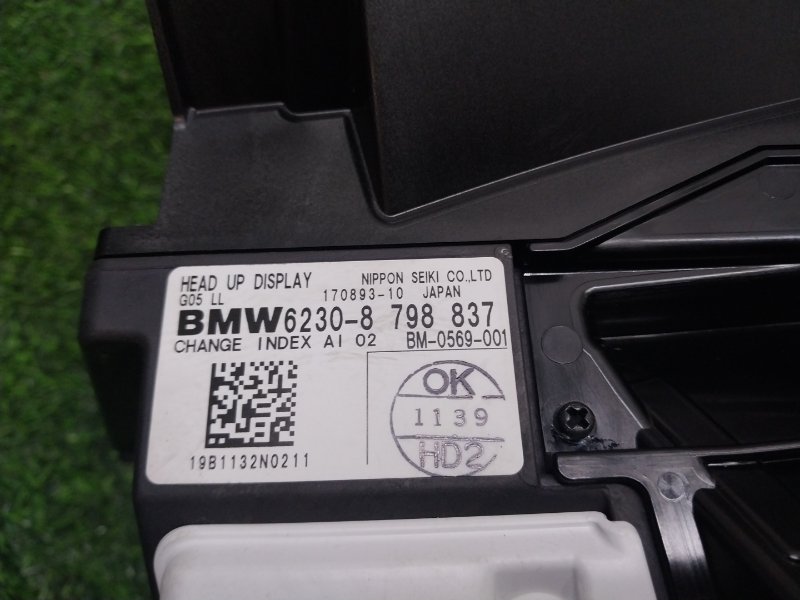 HEAD UP DISPLAY NIPPON SEIKI CO.,LTD
G05 LL 170893-10 JAPAN
BMW6230-8 798 837
CHANGE INDEX AI 02 BM-0569-001
OK
1139
HD2
19B1132N0211